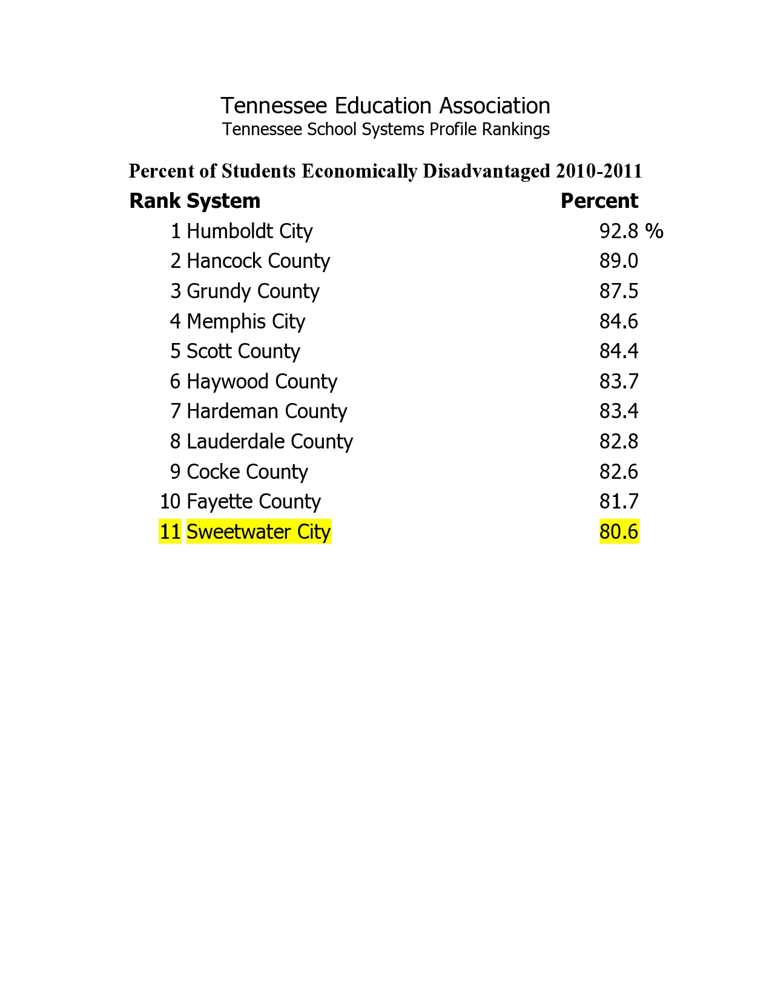 Tennessee Education Association
Tennessee School Systems Profile Rankings
Percent of Students Economically Disadvantaged 2010-2011
Rank System Percent
1 Humboldt City 92.8 %
2 Hancock County 89.0
3 Grundy County 87.5
4 Memphis City 84.6
5 Scott County 84.4
6 Haywood County 83.7
7 Hardeman County 83.4
8 Lauderdale County 82.8
9 Cocke County 82.6
10 Fayette County 81.7
11 Sweetwater City 80.6